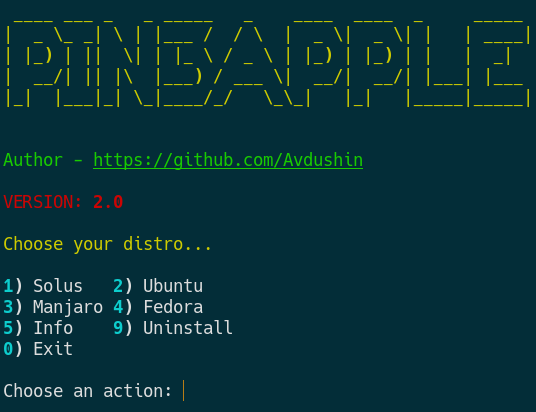 PINEAPPLE
Author - https://github.com/Avdushin
VERSION: 2.0
Choose your distro...
1) Solus 2) Ubuntu
3) Manjaro 4) Fedora
5) Info 9) Uninstall
0) Exit
Choose an action: